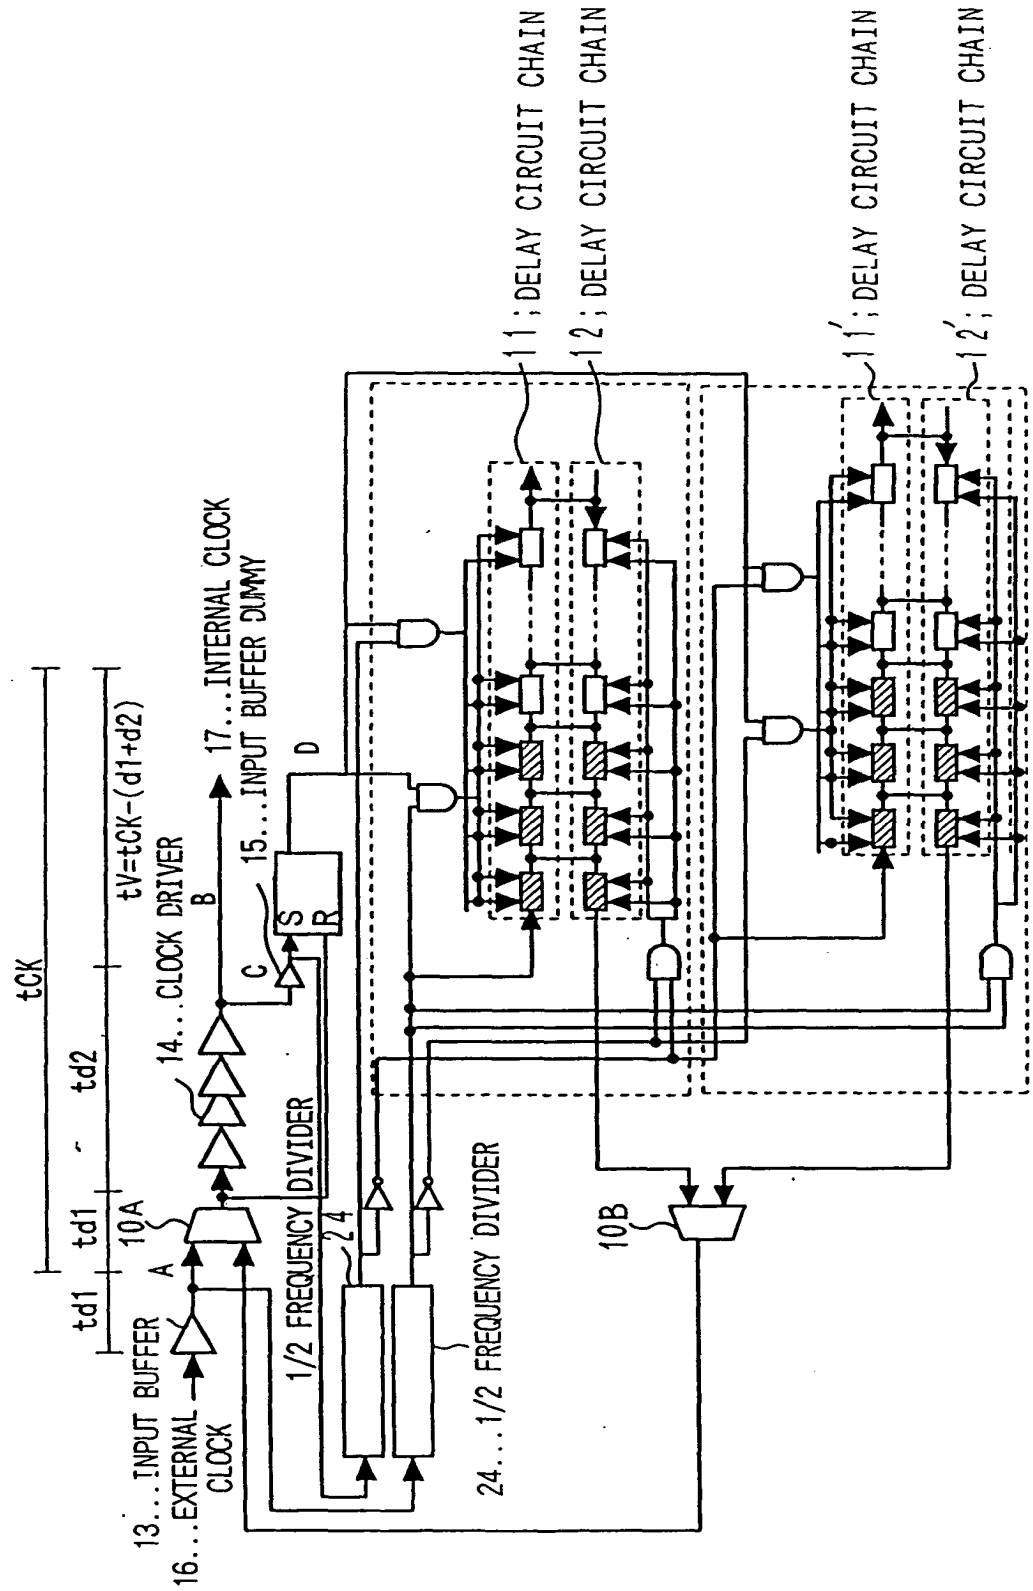 tCK
td1
td1
td2
tV=tCK-(d1+d2)
13...INPUT BUFFER
16...EXTERNAL
CLOCK
A
10A
14...CLOCK DRIVER
B
17...INTERNAL CLOCK
15...INPUT BUFFER DUMMY
C
S
R
D
1/2 FREQUENCY DIVIDER
24
24...1/2 FREQUENCY DIVIDER
10B
11;DELAY CIRCUIT CHAIN
12;DELAY CIRCUIT CHAIN
11';DELAY CIRCUIT CHAIN
12';DELAY CIRCUIT CHAIN